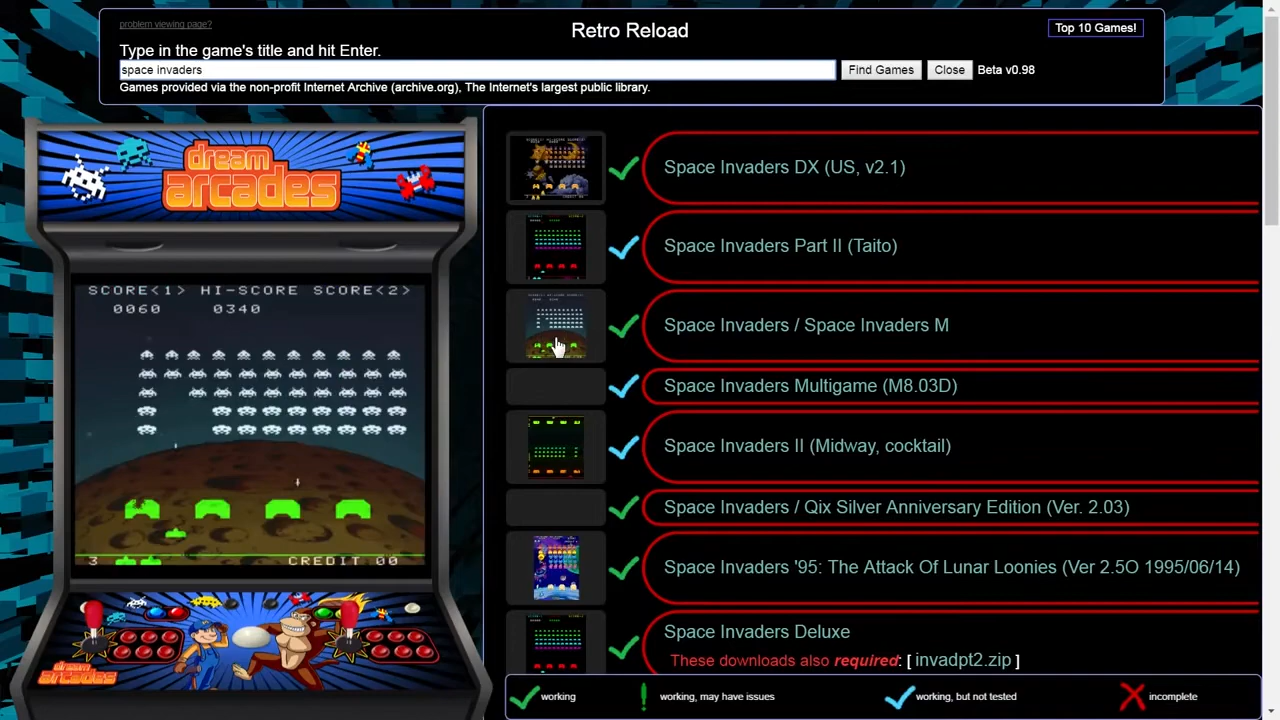 problem viewing page?
Retro Reload
Top 10 Games!
Type in the game's title and hit Enter.
space invaders
Find Games
Close
Beta v0.98
Games provided via the non-profit Internet Archive (archive.org), The Internet's largest public library.
dream
arcades
SCORE<1> HI-SCORE SCORE<2>
0060 0340
3 CREDIT 00
dream
arcades
Space Invaders DX (US, v2.1)
Space Invaders Part II (Taito)
Space Invaders / Space Invaders M
Space Invaders Multigame (M8.03D)
Space Invaders II (Midway, cocktail)
Space Invaders / Qix Silver Anniversary Edition (Ver. 2.03)
Space Invaders '95: The Attack Of Lunar Loonies (Ver 2.5O 1995/06/14)
Space Invaders Deluxe
These downloads also required: [ invadpt2.zip ]
working
working, may have issues
working, but not tested
incomplete